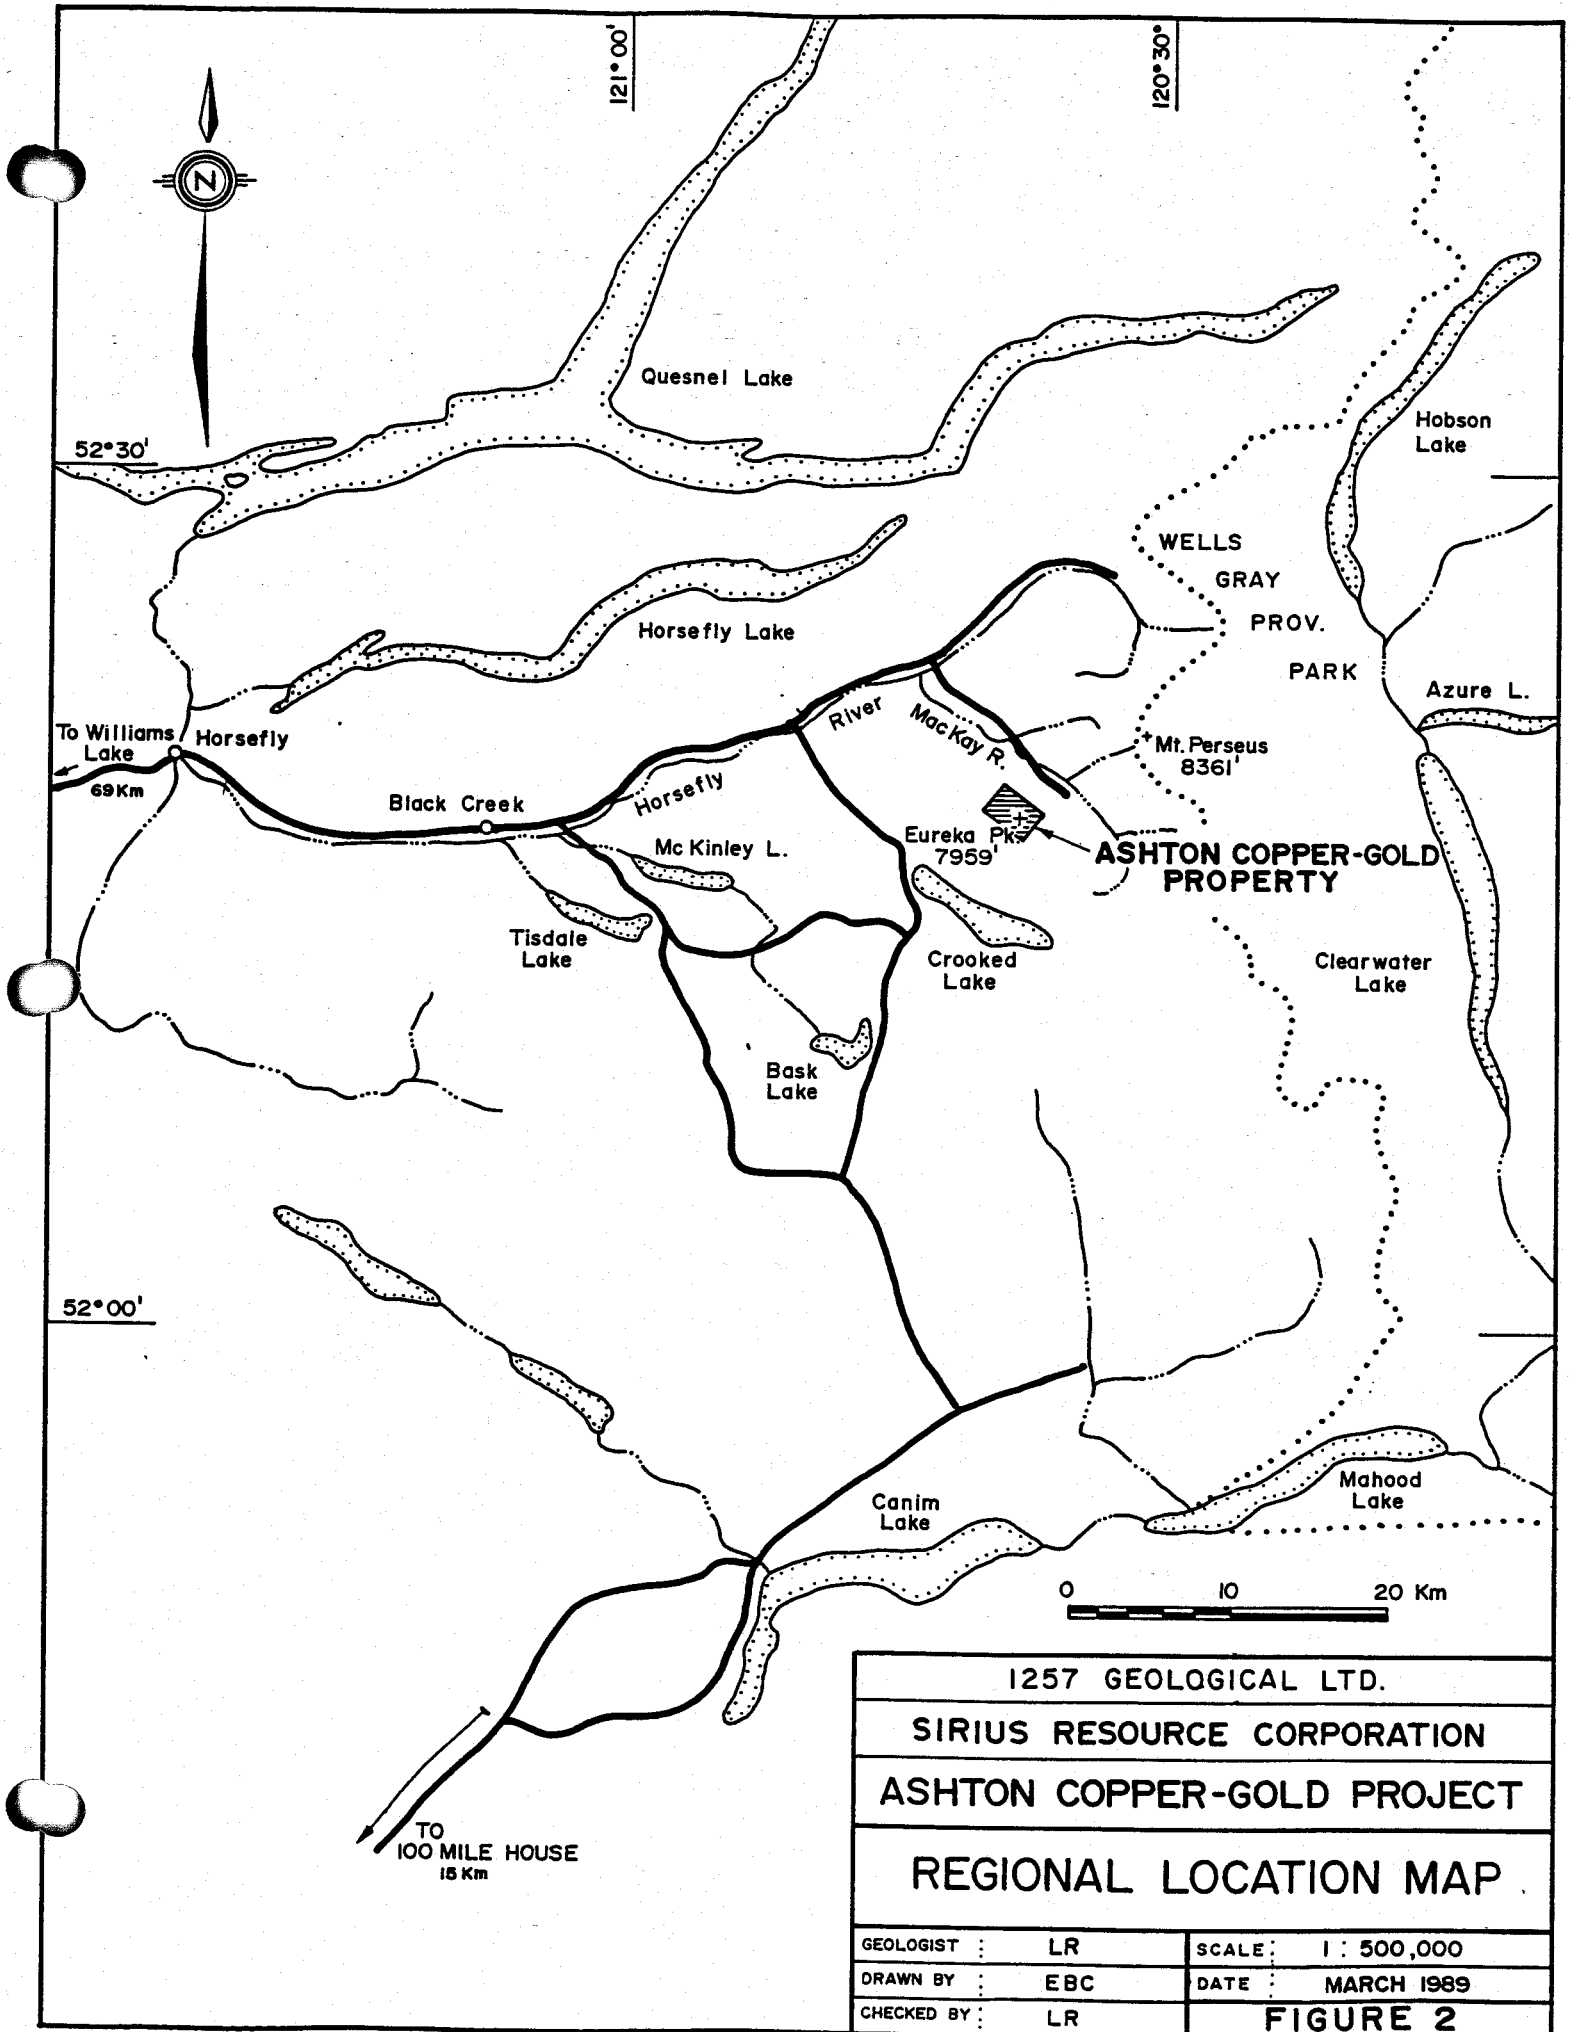 121°00'
120°30'
N
Quesnel Lake
52°30'
Hobson
Lake
WELLS
GRAY
PROV.
PARK
Horsefly Lake
Azure L.
To Williams
Lake
69Km
Horsefly
River
MacKay R.
Mt. Perseus
8361'
Horsefly
Black Creek
Mc Kinley L.
Eureka Pk.
7959'
ASHTON COPPER-GOLD
PROPERTY
Tisdale
Lake
Crooked
Lake
Clearwater
Lake
Bask
Lake
52°00'
Mahood
Lake
Canim
Lake
0 10 20 Km
TO
100 MILE HOUSE
15 Km
1257 GEOLOGICAL LTD.
SIRIUS RESOURCE CORPORATION
ASHTON COPPER-GOLD PROJECT
REGIONAL LOCATION MAP
GEOLOGIST : LR
SCALE : 1 : 500,000
DRAWN BY : EBC
DATE : MARCH 1989
CHECKED BY : LR
FIGURE 2